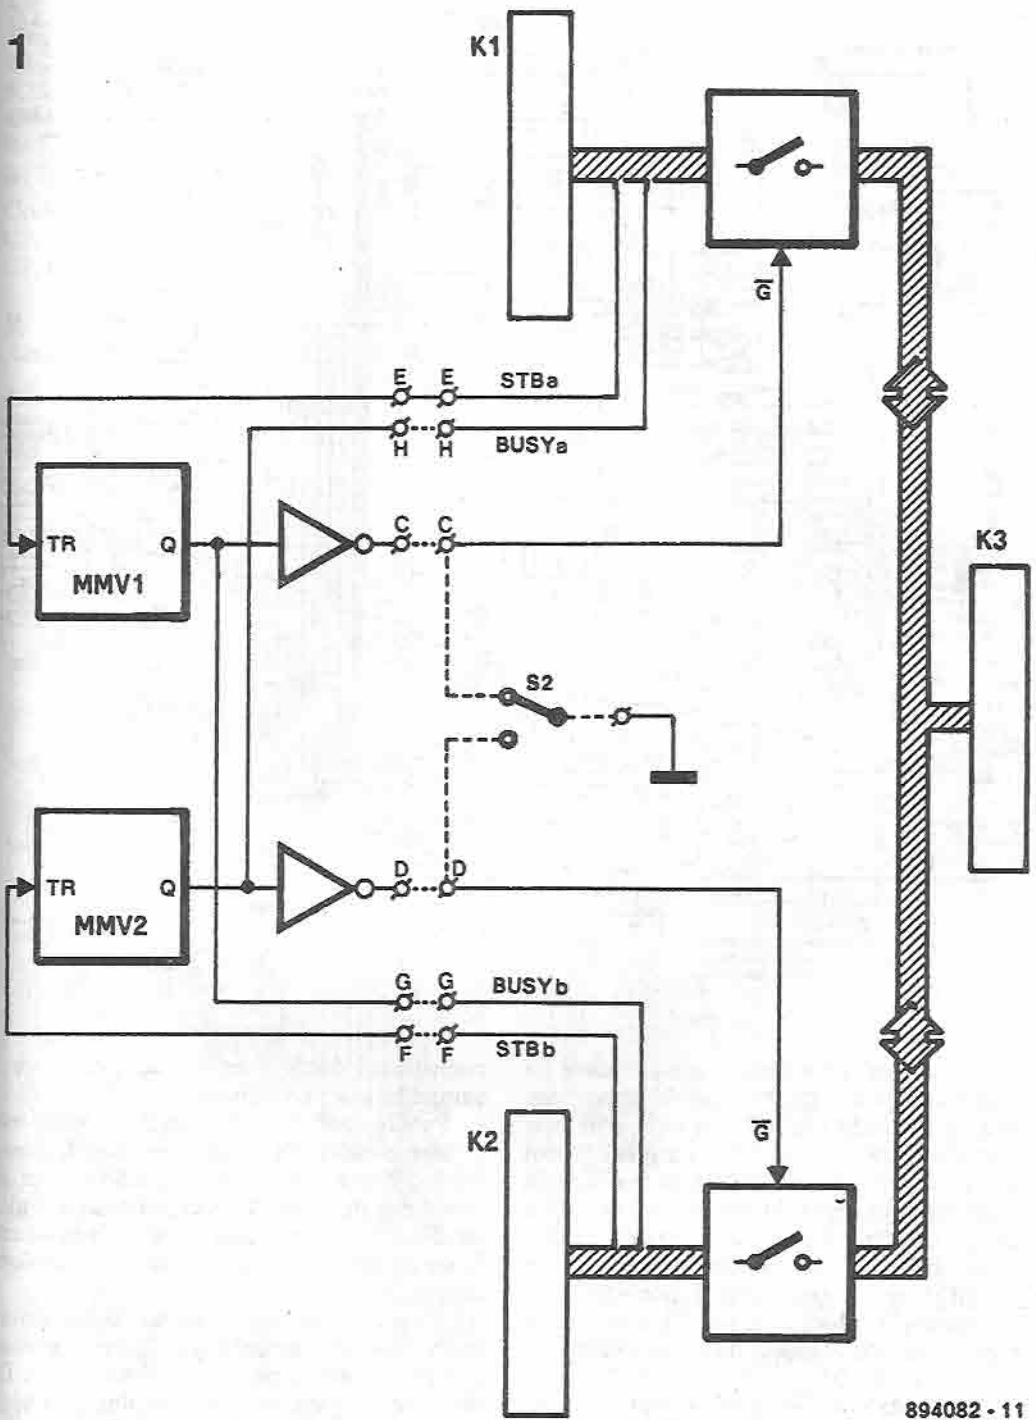 1
K1
G
E E STBa
H H BUSYa
C C
TR Q
MMV1
K3
S2
D D
TR Q
MMV2
G G BUSYb
F F STBb
G
K2
894082 - 11